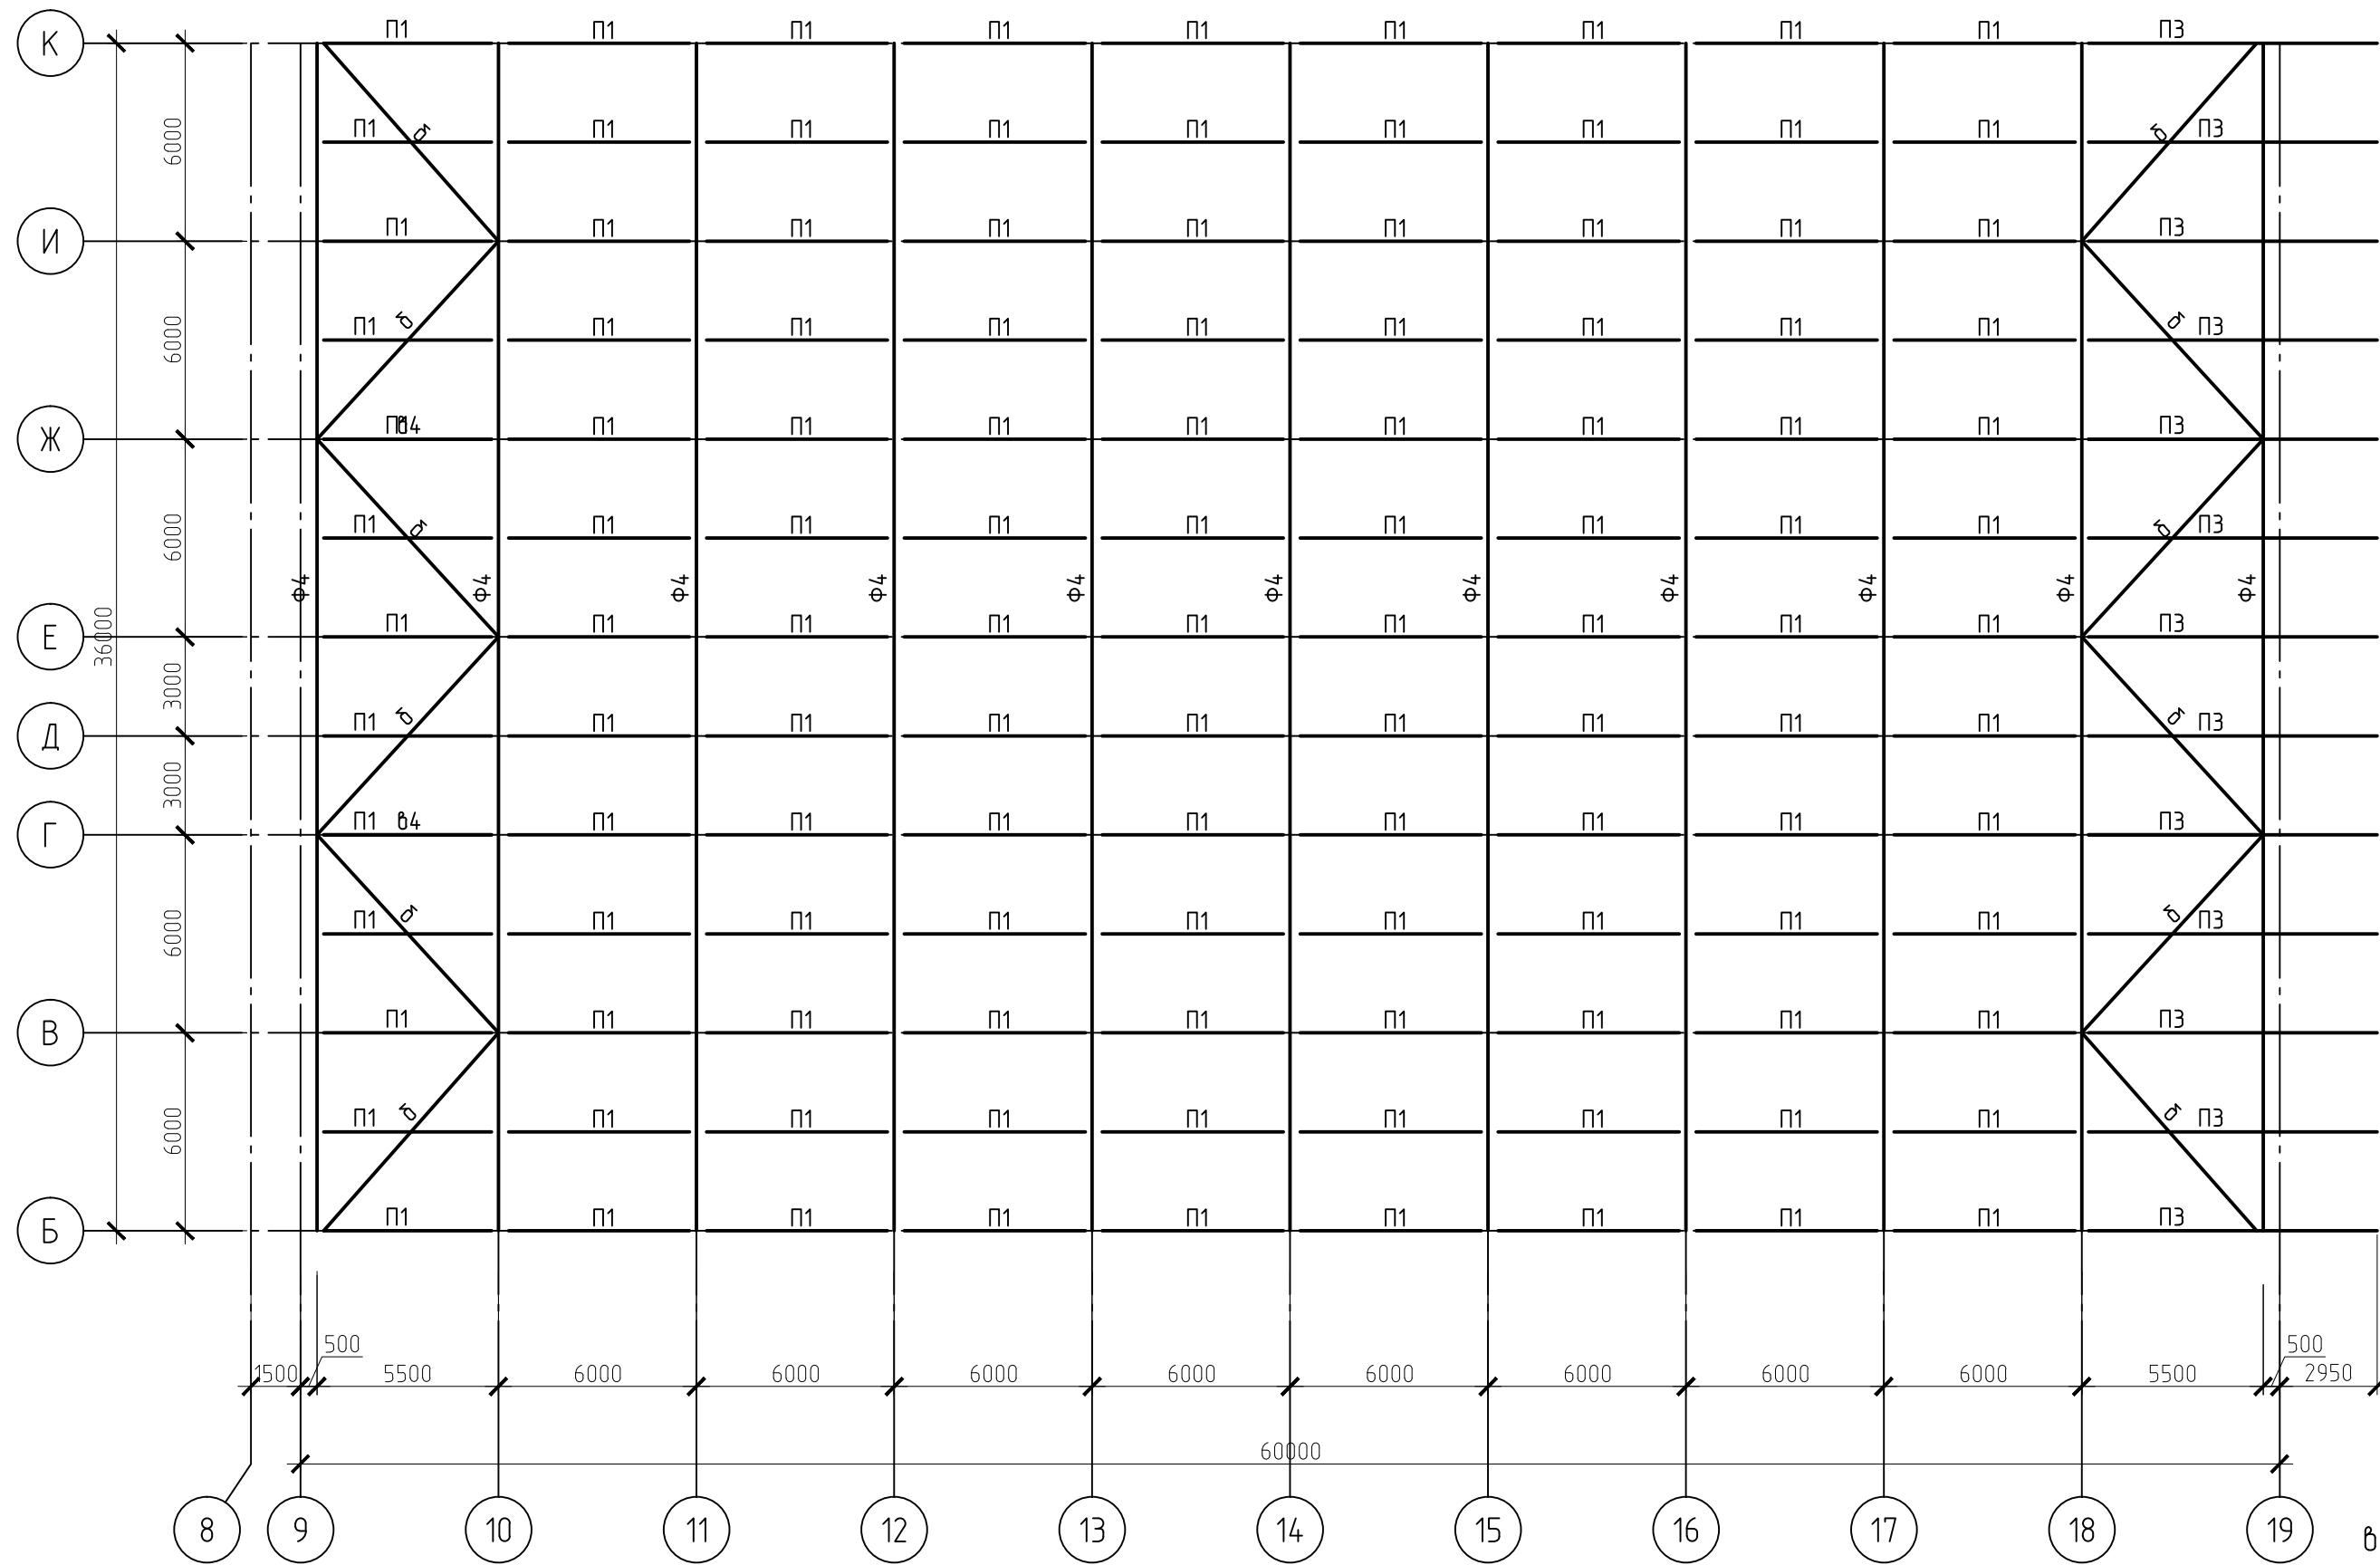 К П1 П1 П1 П1 П1 П1 П1 П1 П1 П3
6000 П1 б П1 П1 П1 П1 П1 П1 П1 П1 б П3
И П1 П1 П1 П1 П1 П1 П1 П1 П1 П3
6000 П1 б П1 П1 П1 П1 П1 П1 П1 П1 б П3
Ж П1 в4 П1 П1 П1 П1 П1 П1 П1 П1 П3
6000 П1 б П1 П1 П1 П1 П1 П1 П1 П1 б П3
ф4 ф4 ф4 ф4 ф4 ф4 ф4 ф4 ф4 ф4 ф4
Е 36000 П1 П1 П1 П1 П1 П1 П1 П1 П1 П3
3000
Д П1 б П1 П1 П1 П1 П1 П1 П1 П1 б П3
3000
Г П1 в4 П1 П1 П1 П1 П1 П1 П1 П1 П3
6000 П1 б П1 П1 П1 П1 П1 П1 П1 П1 б П3
В П1 П1 П1 П1 П1 П1 П1 П1 П1 П3
6000 П1 б П1 П1 П1 П1 П1 П1 П1 П1 б П3
Б П1 П1 П1 П1 П1 П1 П1 П1 П1 П3
500 500
1500 5500 6000 6000 6000 6000 6000 6000 6000 6000 5500 2950
60000
8 9 10 11 12 13 14 15 16 17 18 19 в